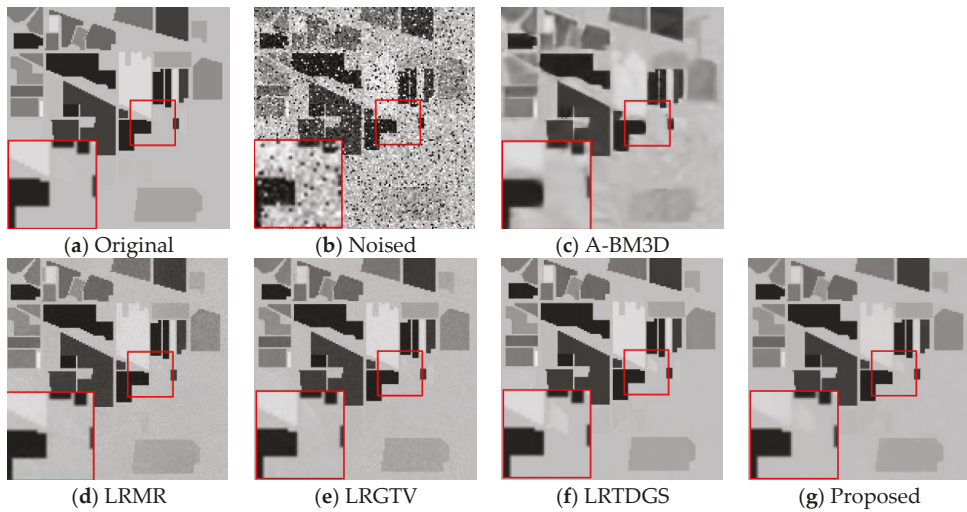 (a) Original
(b) Noised
(c) A-BM3D
(d) LRMR
(e) LRGTV
(f) LRTDGS
(g) Proposed